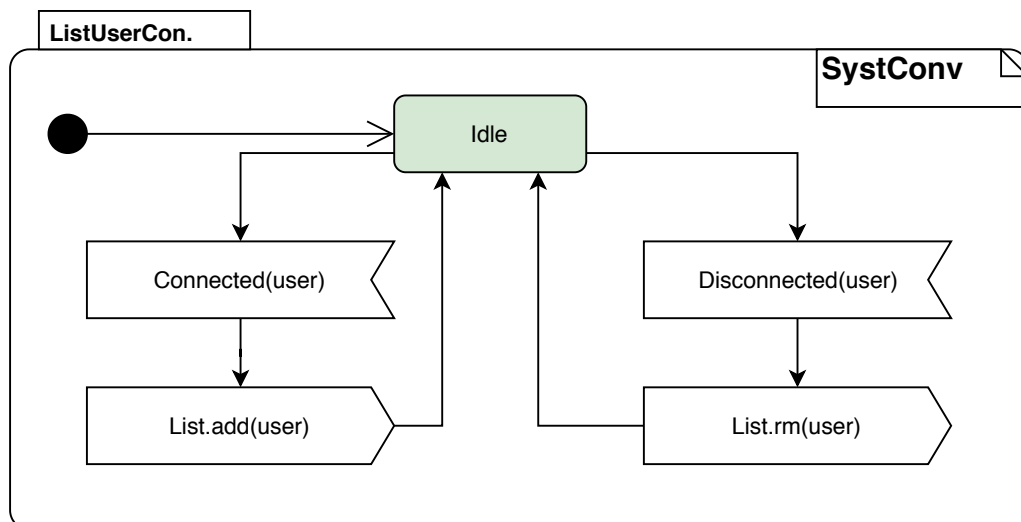 ListUserCon.
SystConv
Idle
Connected(user)
Disconnected(user)
List.add(user)
List.rm(user)